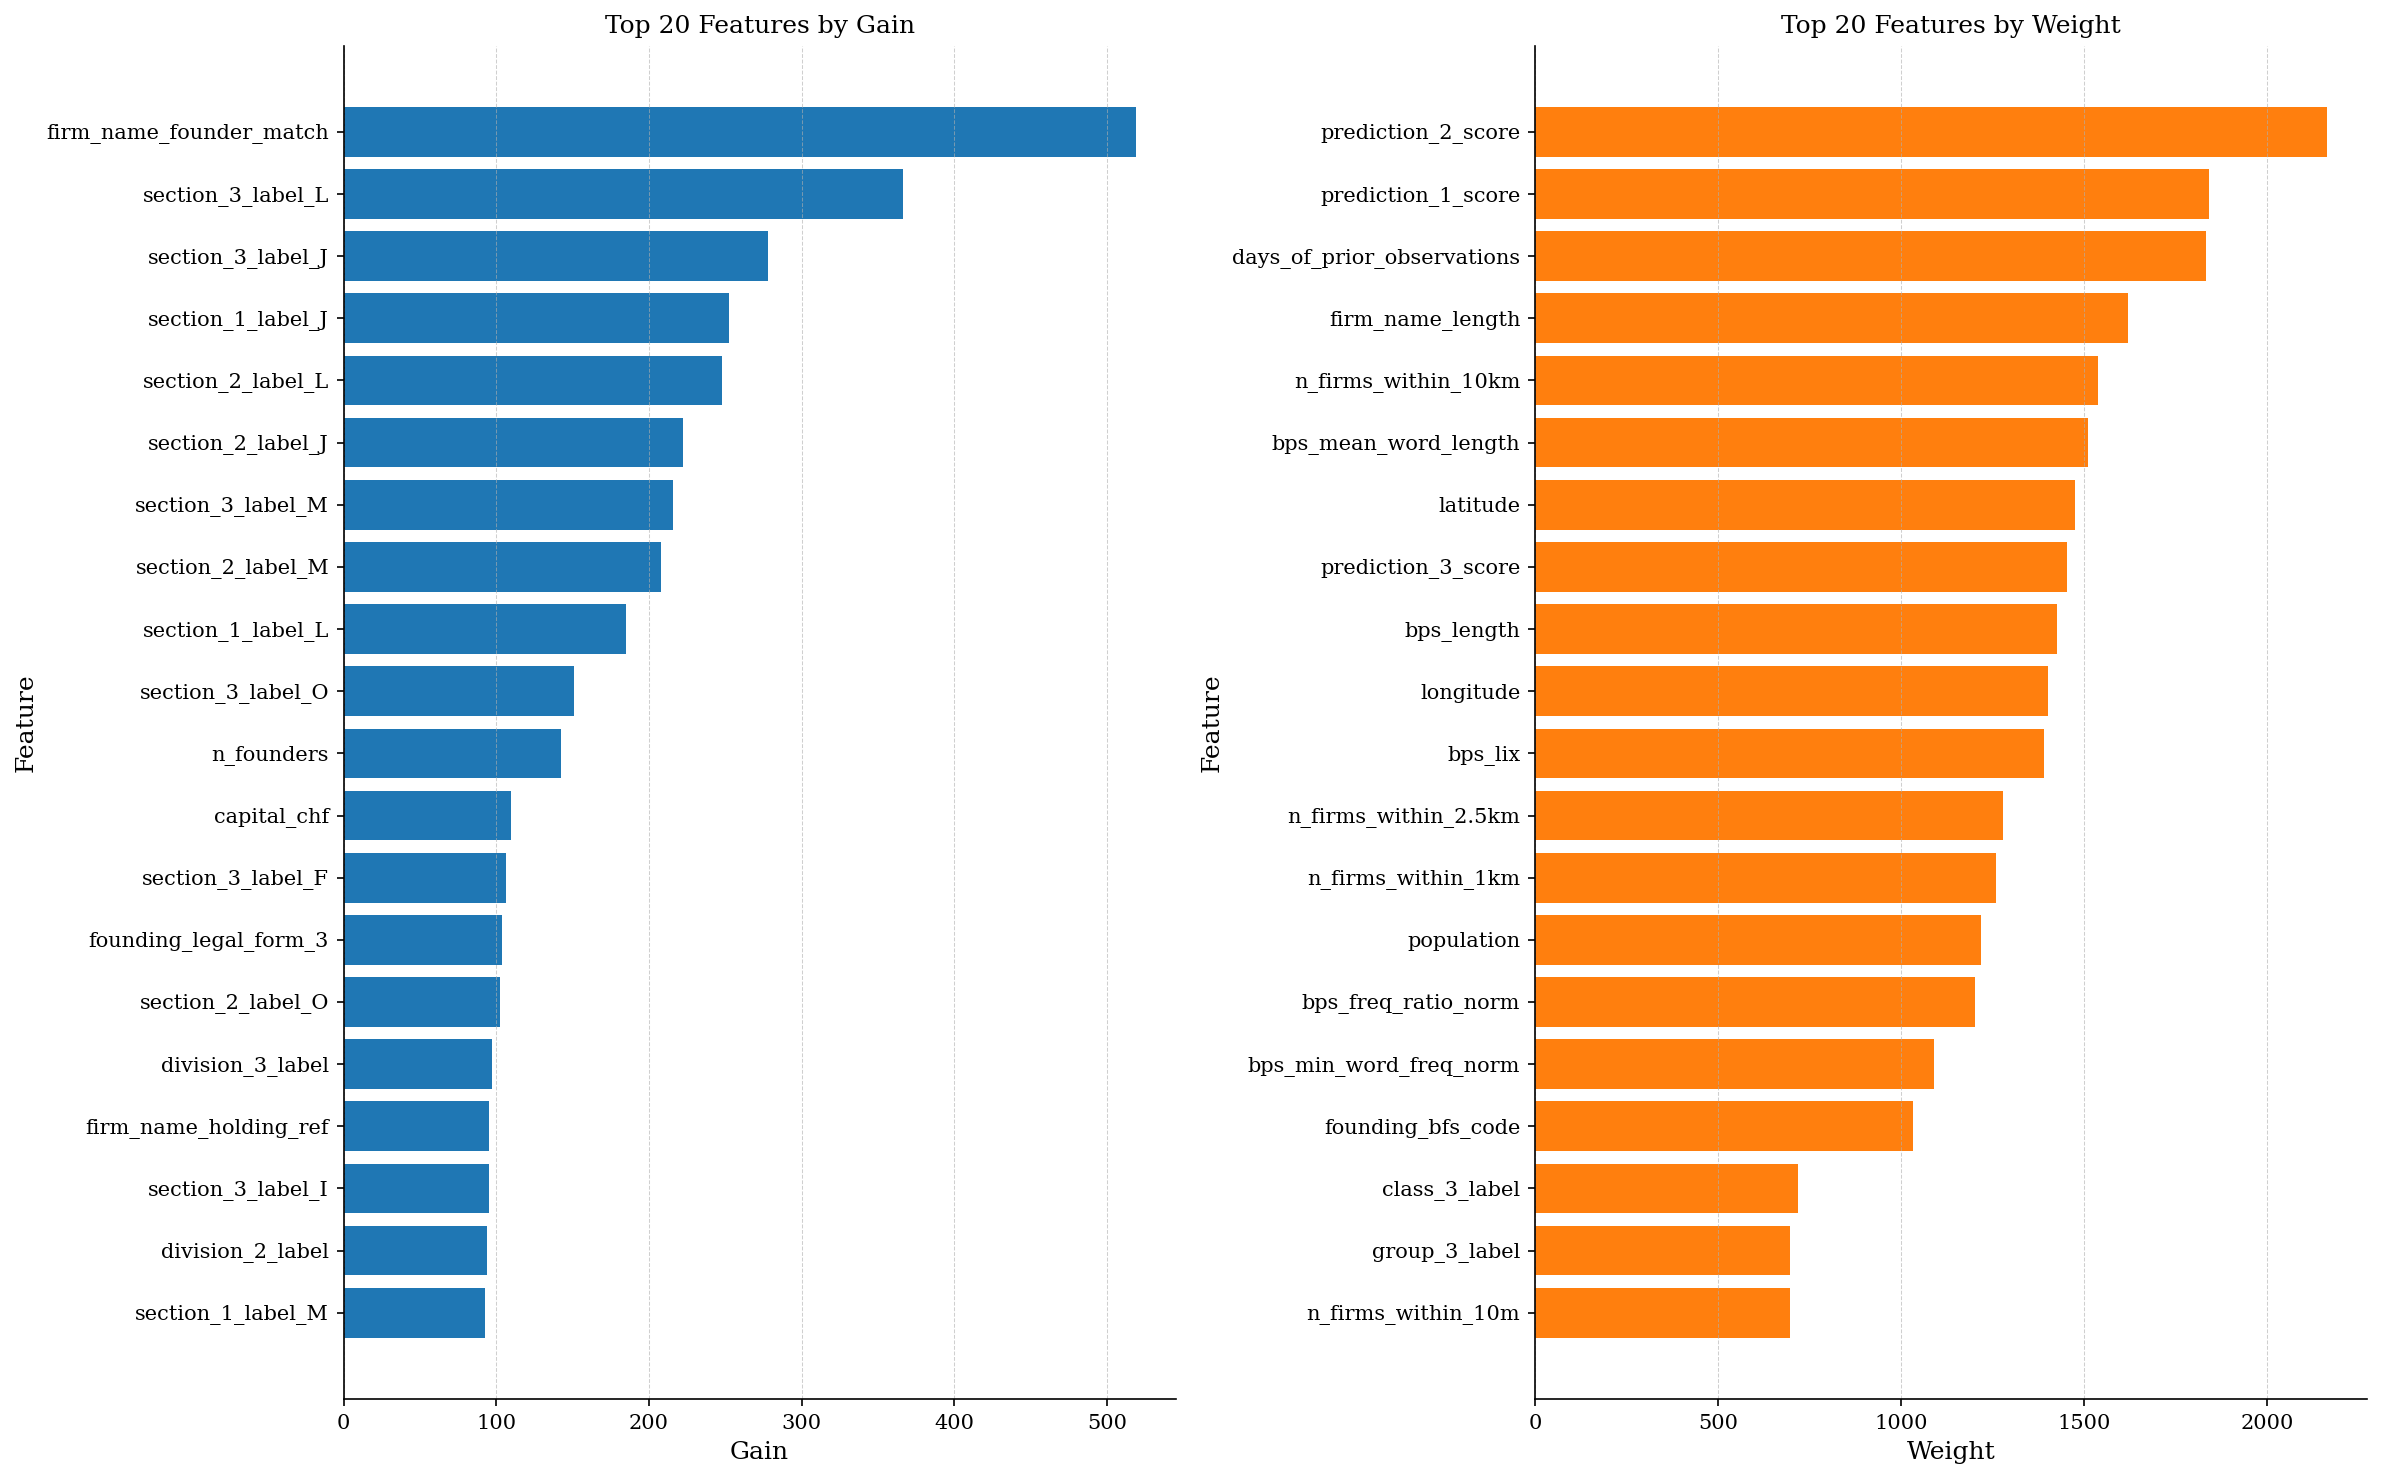 Top 20 Features by Gain
firm_name_founder_match
section_3_label_L
section_3_label_J
section_1_label_J
section_2_label_L
section_2_label_J
section_3_label_M
section_2_label_M
section_1_label_L
section_3_label_O
n_founders
capital_chf
section_3_label_F
founding_legal_form_3
section_2_label_O
division_3_label
firm_name_holding_ref
section_3_label_I
division_2_label
section_1_label_M
Feature
0 100 200 300 400 500
Gain
Top 20 Features by Weight
prediction_2_score
prediction_1_score
days_of_prior_observations
firm_name_length
n_firms_within_10km
bps_mean_word_length
latitude
prediction_3_score
bps_length
longitude
bps_lix
n_firms_within_2.5km
n_firms_within_1km
population
bps_freq_ratio_norm
bps_min_word_freq_norm
founding_bfs_code
class_3_label
group_3_label
n_firms_within_10m
Feature
0 500 1000 1500 2000
Weight